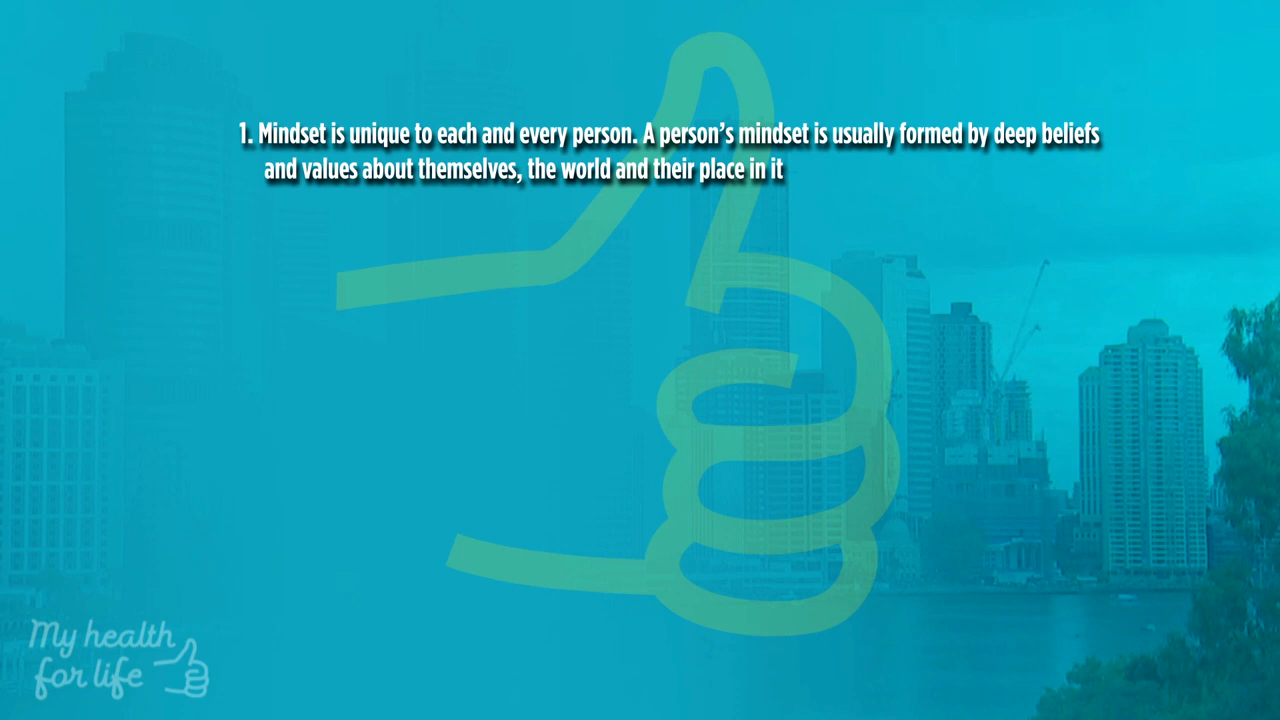 1. Mindset is unique to each and every person. A person's mindset is usually formed by deep beliefs
and values about themselves, the world and their place in it
My health
for life